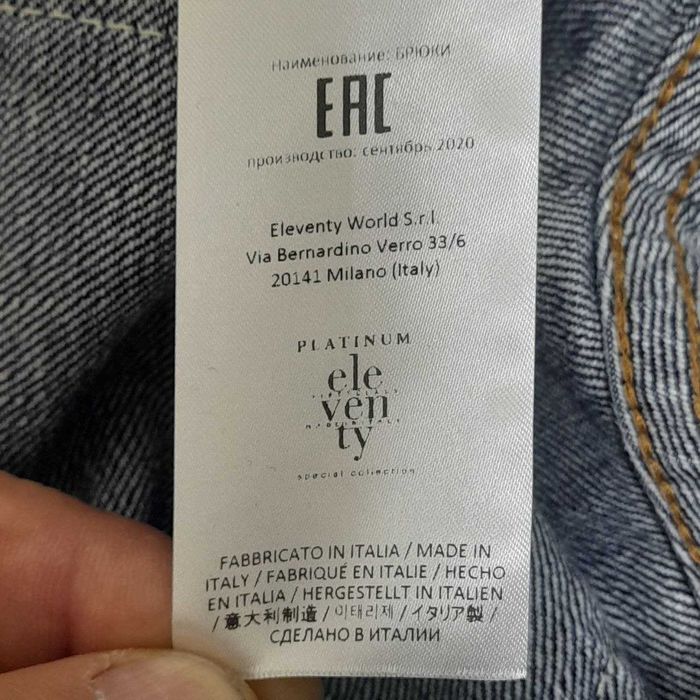 Наименование: БРЮКИ
EAC
производство: сентябрь 2020
Eleventy World S.r.l.
Via Bernardino Verro 33/6
20141 Milano (Italy)
PLATINUM
ele
ven
ty
special collection
FABBRICATO IN ITALIA / MADE IN
ITALY / FABRIQUÉ EN ITALIE / HECHO
EN ITALIA / HERGESTELLT IN ITALIEN
/ 意大利制造 / 이태리제 / イタリア製 /
СДЕЛАНО В ИТАЛИИ